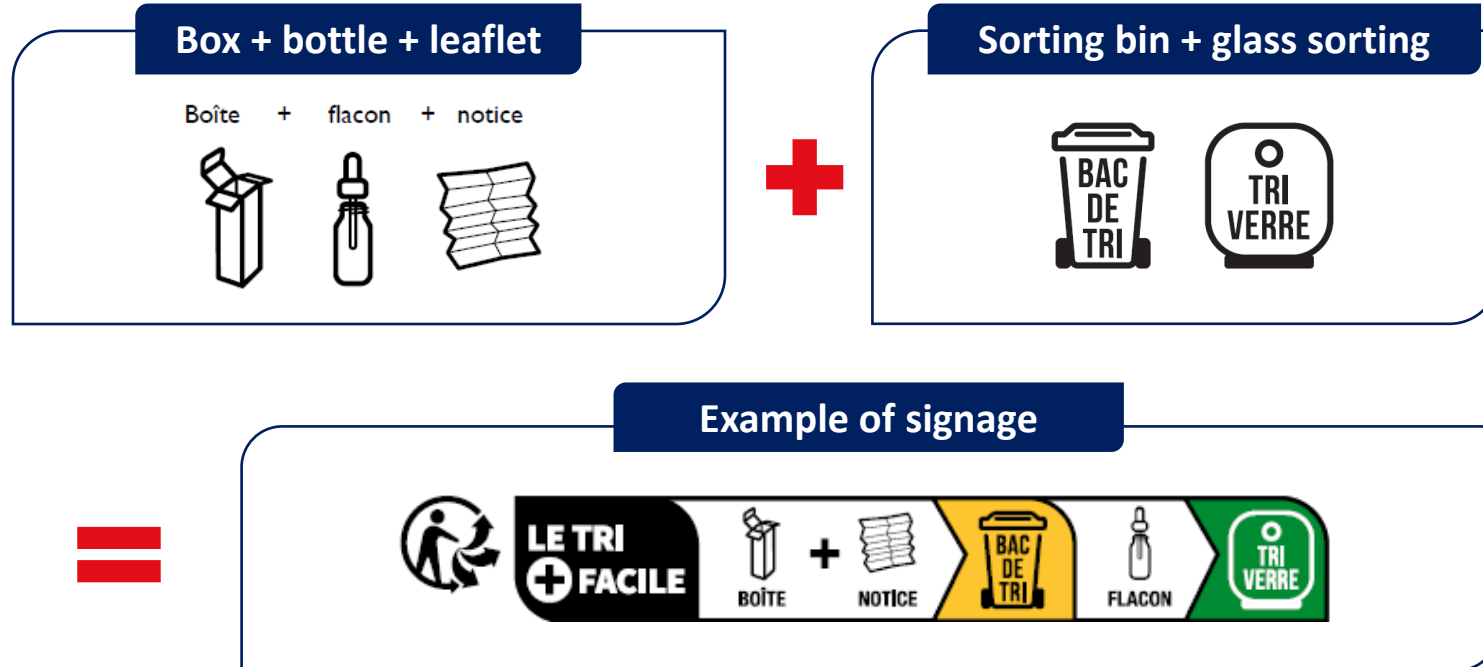 Box + bottle + leaflet
Boîte + flacon + notice
Sorting bin + glass sorting
BAC
DE
TRI
TRI
VERRE
Example of signage
LE TRI
+ FACILE
BOÎTE
+
NOTICE
BAC
DE
TRI
FLACON
TRI
VERRE